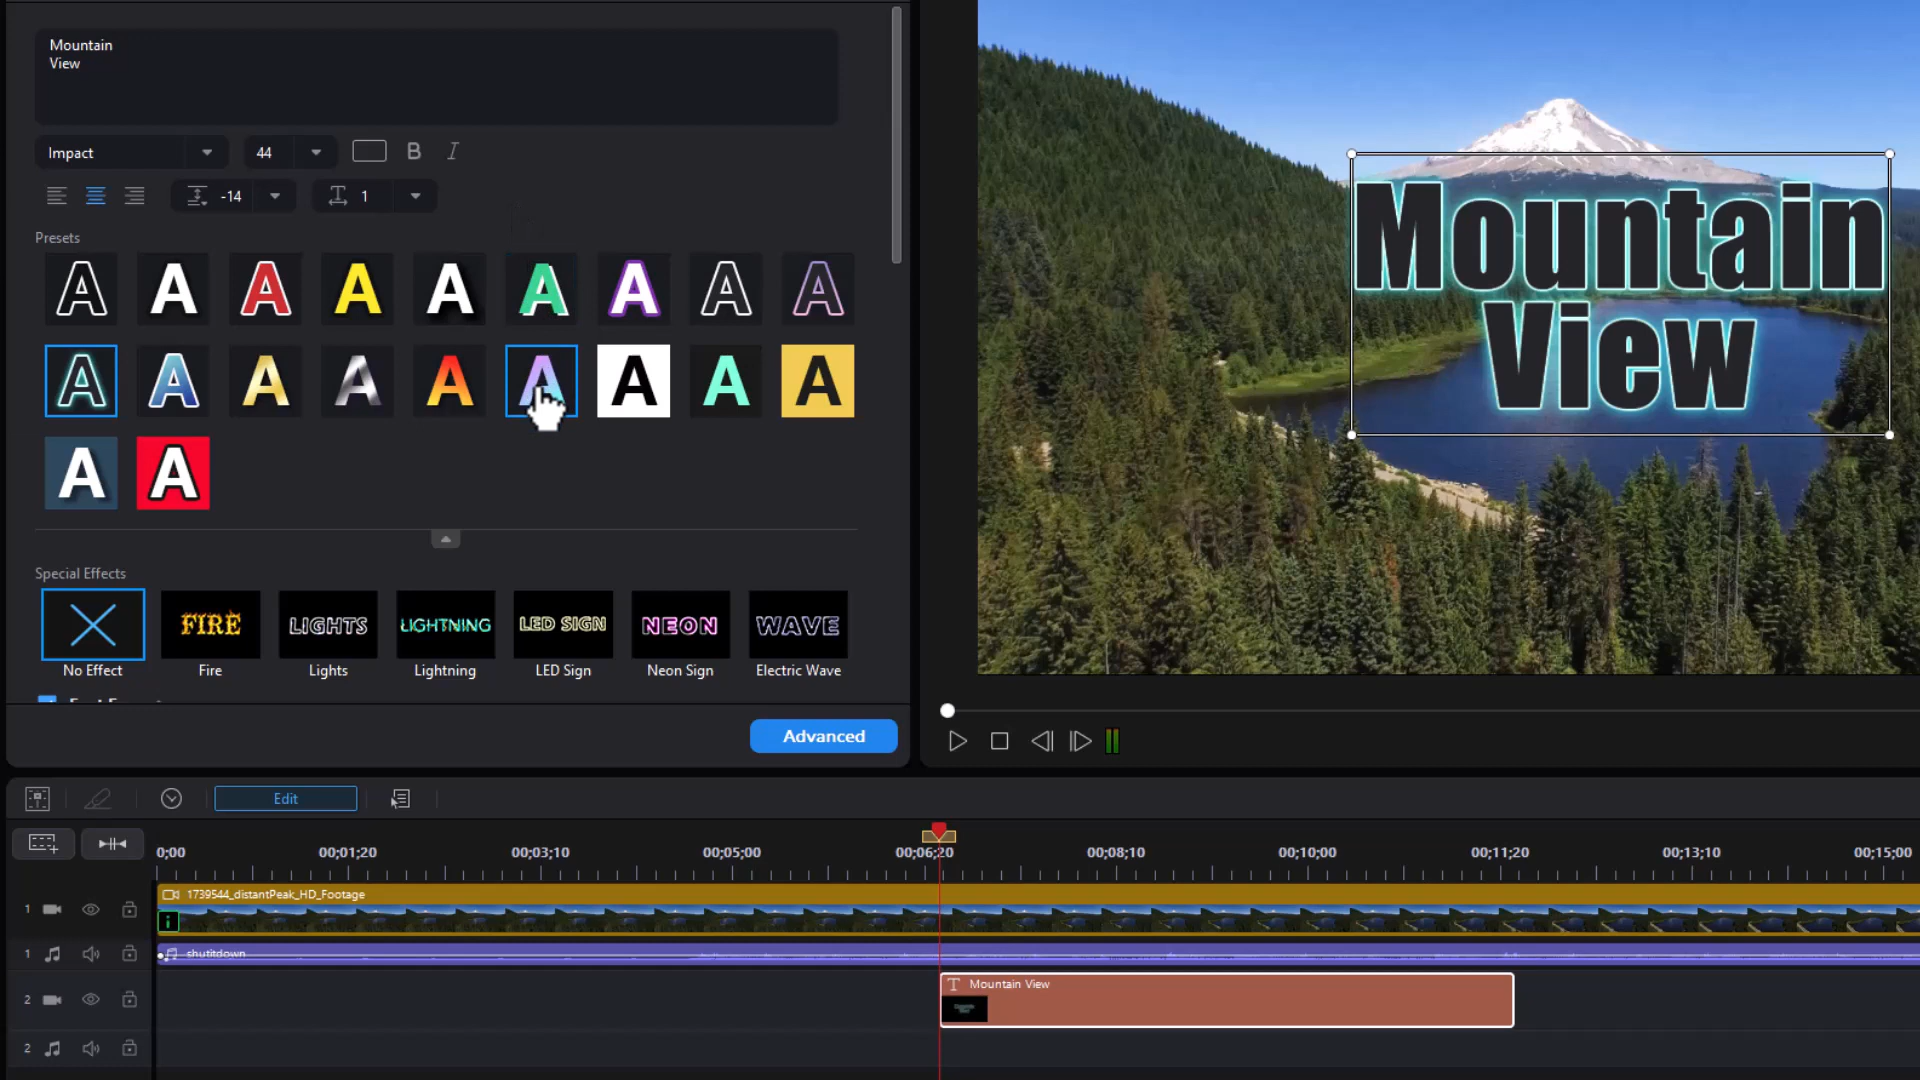 Mountain
View
Impact
44
B
I
-14
1
Presets
A A A A A A A A A
A A A A A A A A A
A A
Special Effects
FIRE
LIGHTS
LIGHTNING
LED SIGN
NEON
WAVE
No Effect
Fire
Lights
Lightning
LED Sign
Neon Sign
Electric Wave
Advanced
Mountain
View
Edit
0;00
00;01;20
00;03;10
00;05;00
00;06;20
00;08;10
00;10;00
00;11;20
00;13;10
00;15;00
1
1739544_distantPeak_HD_Footage
i
1
shutitdown
2
T Mountain View
2